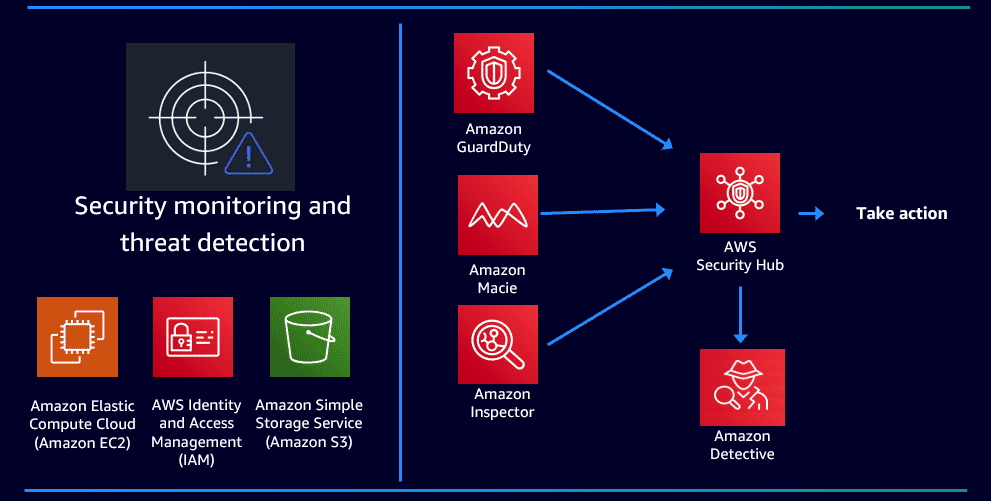 Security monitoring and
threat detection
Amazon Elastic
Compute Cloud
(Amazon EC2)
AWS Identity
and Access
Management
(IAM)
Amazon Simple
Storage Service
(Amazon S3)
Amazon
GuardDuty
Amazon
Macie
Amazon
Inspector
AWS
Security Hub
Take action
Amazon
Detective